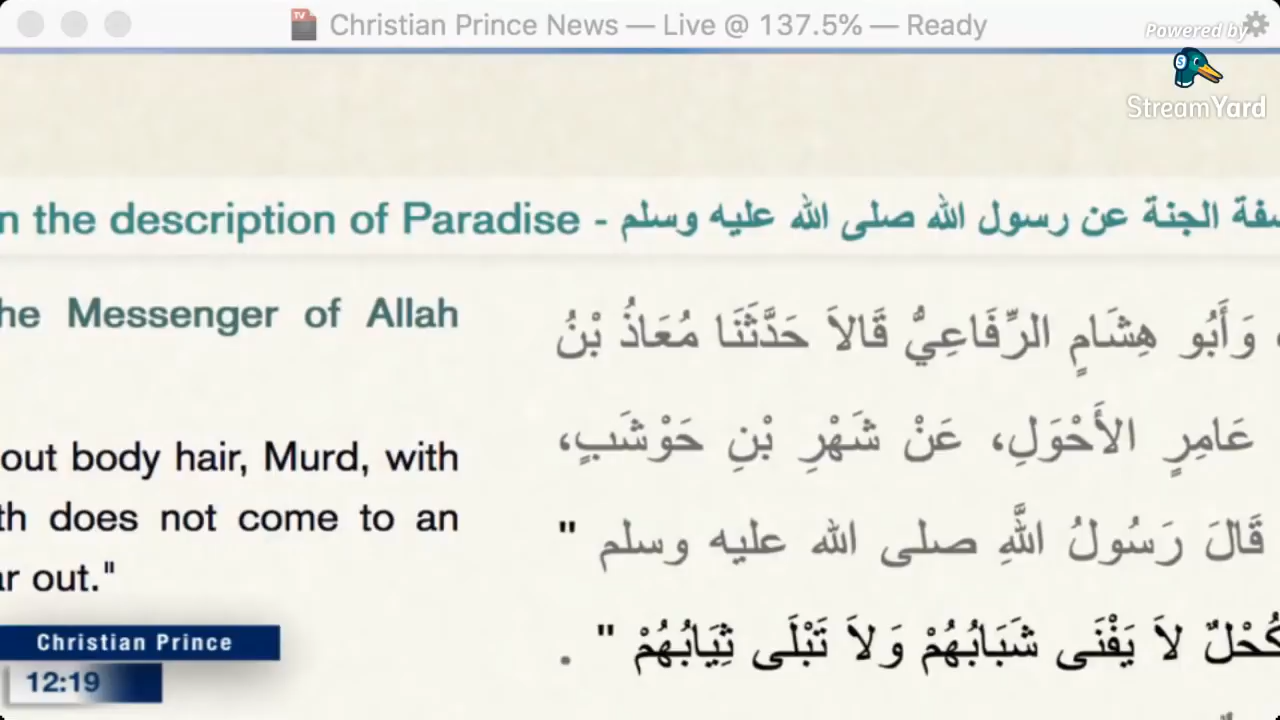 Christian Prince News — Live @ 137.5% — Ready
Powered by
StreamYard
n the description of Paradise - صفة الجنة عن رسول الله صلى الله عليه وسلم
he Messenger of Allah
وَأَبُو هِشَامٍ الرِّفَاعِيُّ قَالاَ حَدَّثَنَا مُعَاذُ بْنُ
out body hair, Murd, with
عَامِرٍ الأَحْوَلِ، عَنْ شَهْرِ بْنِ حَوْشَبٍ،
th does not come to an
قَالَ رَسُولُ اللَّهِ صلى الله عليه وسلم "
ar out."
كُحْلٌ لاَ يَفْنَى شَبَابُهُمْ وَلاَ تَبْلَى ثِيَابُهُمْ " .
Christian Prince
12:19